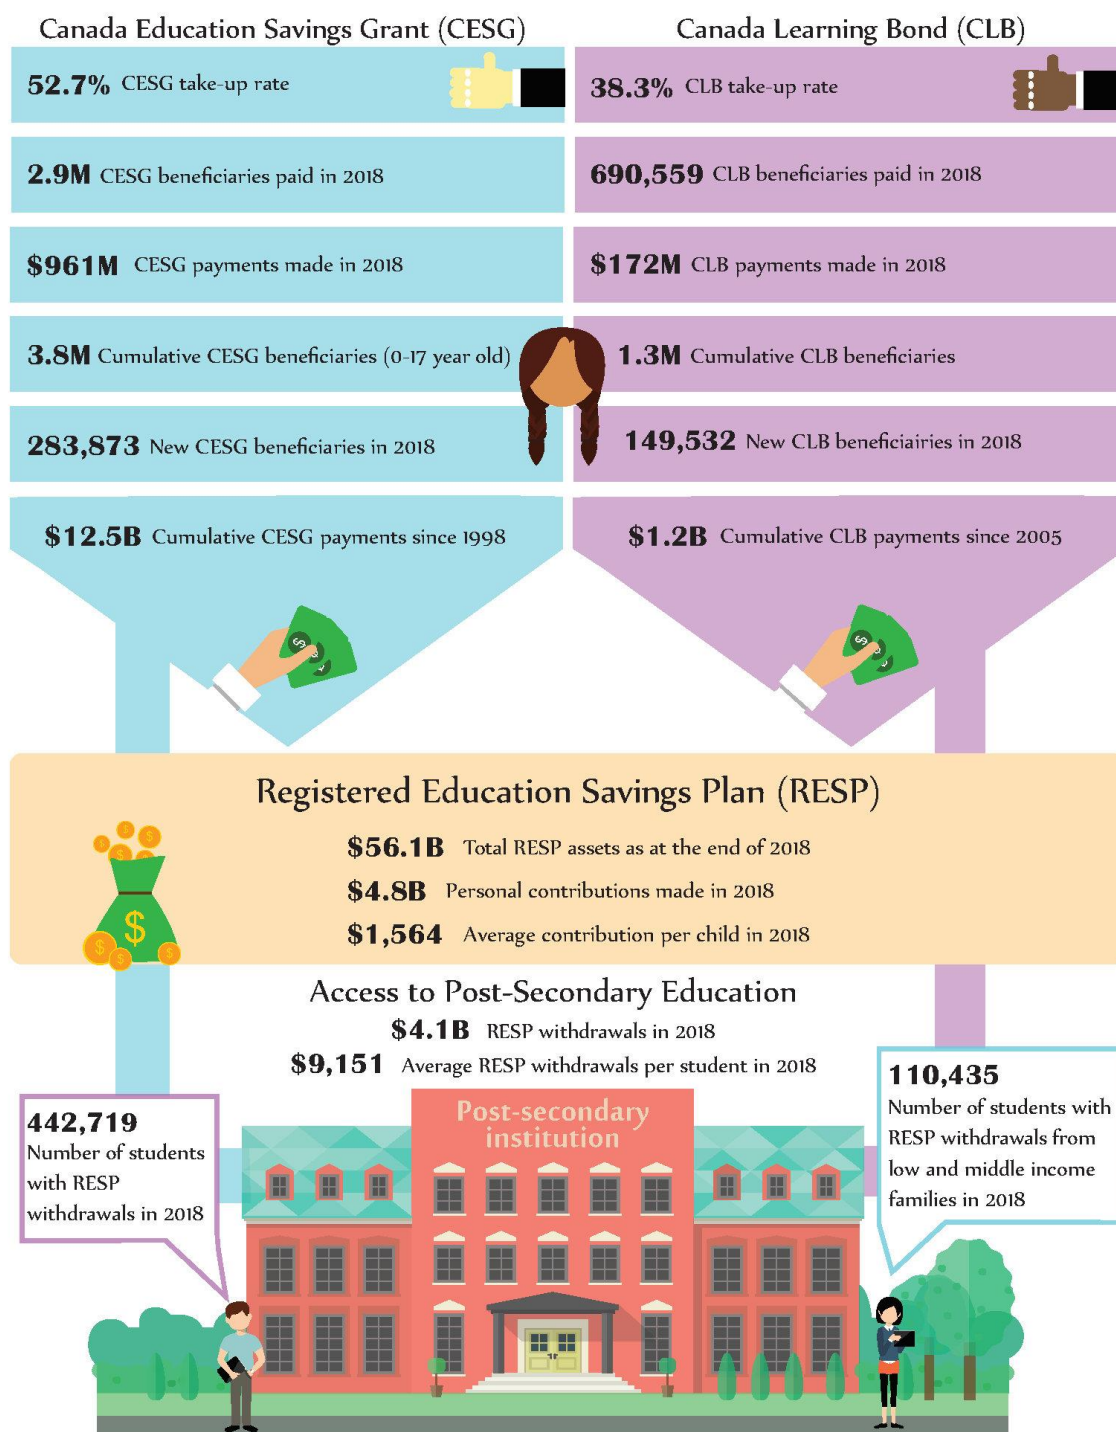 Canada Education Savings Grant (CESG)
52.7% CESG take-up rate
2.9M CESG beneficiaries paid in 2018
$961M CESG payments made in 2018
3.8M Cumulative CESG beneficiaries (0-17 year old)
283,873 New CESG beneficiaries in 2018
$12.5B Cumulative CESG payments since 1998
Canada Learning Bond (CLB)
38.3% CLB take-up rate
690,559 CLB beneficiaries paid in 2018
$172M CLB payments made in 2018
1.3M Cumulative CLB beneficiaries
149,532 New CLB beneficiairies in 2018
$1.2B Cumulative CLB payments since 2005
Registered Education Savings Plan (RESP)
$56.1B Total RESP assets as at the end of 2018
$4.8B Personal contributions made in 2018
$1,564 Average contribution per child in 2018
Access to Post-Secondary Education
$4.1B RESP withdrawals in 2018
$9,151 Average RESP withdrawals per student in 2018
442,719
Number of students
with RESP
withdrawals in 2018
Post-secondary
institution
110,435
Number of students with
RESP withdrawals from
low and middle income
families in 2018